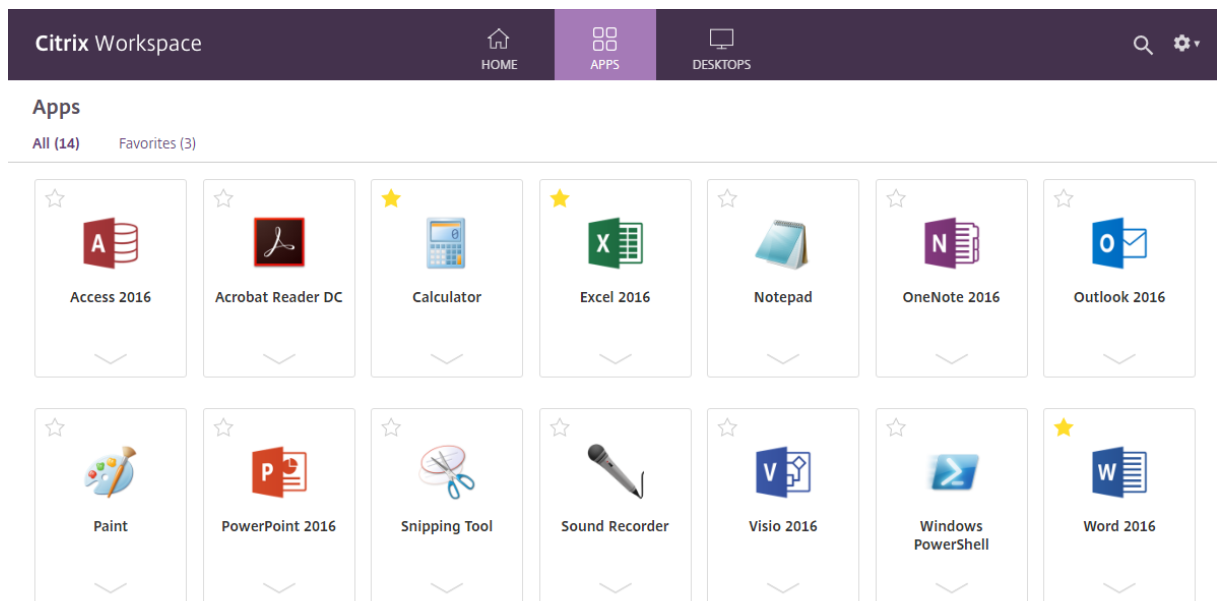 Citrix Workspace
HOME
APPS
DESKTOPS
Apps
All (14) Favorites (3)
Access 2016
Acrobat Reader DC
Calculator
Excel 2016
Notepad
OneNote 2016
Outlook 2016
Paint
PowerPoint 2016
Snipping Tool
Sound Recorder
Visio 2016
Windows
PowerShell
Word 2016